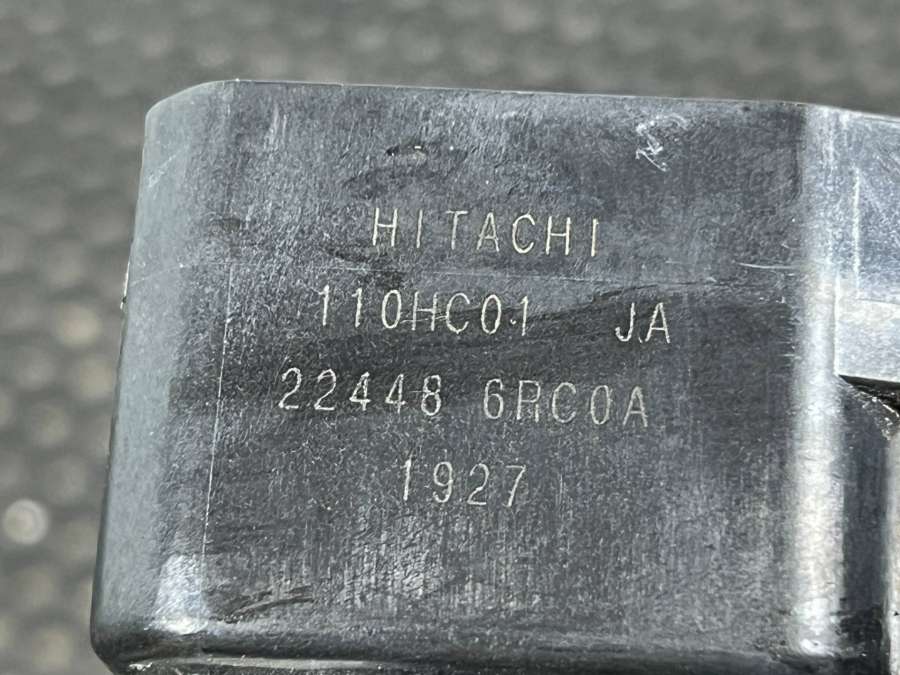 HITACHI
110HC01 JA
22448 6RC0A
1927